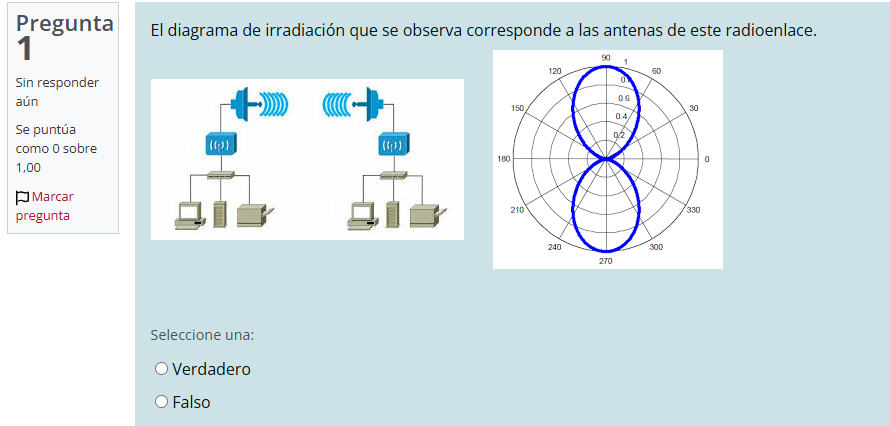 Pregunta
1
Sin responder
aún
Se puntúa
como 0 sobre
1,00
Marcar
pregunta
El diagrama de irradiación que se observa corresponde a las antenas de este radioenlace.
90
1
120
60
0.6
150
30
0.4
0.2
180
0
210
330
240
300
270
Seleccione una:
Verdadero
Falso